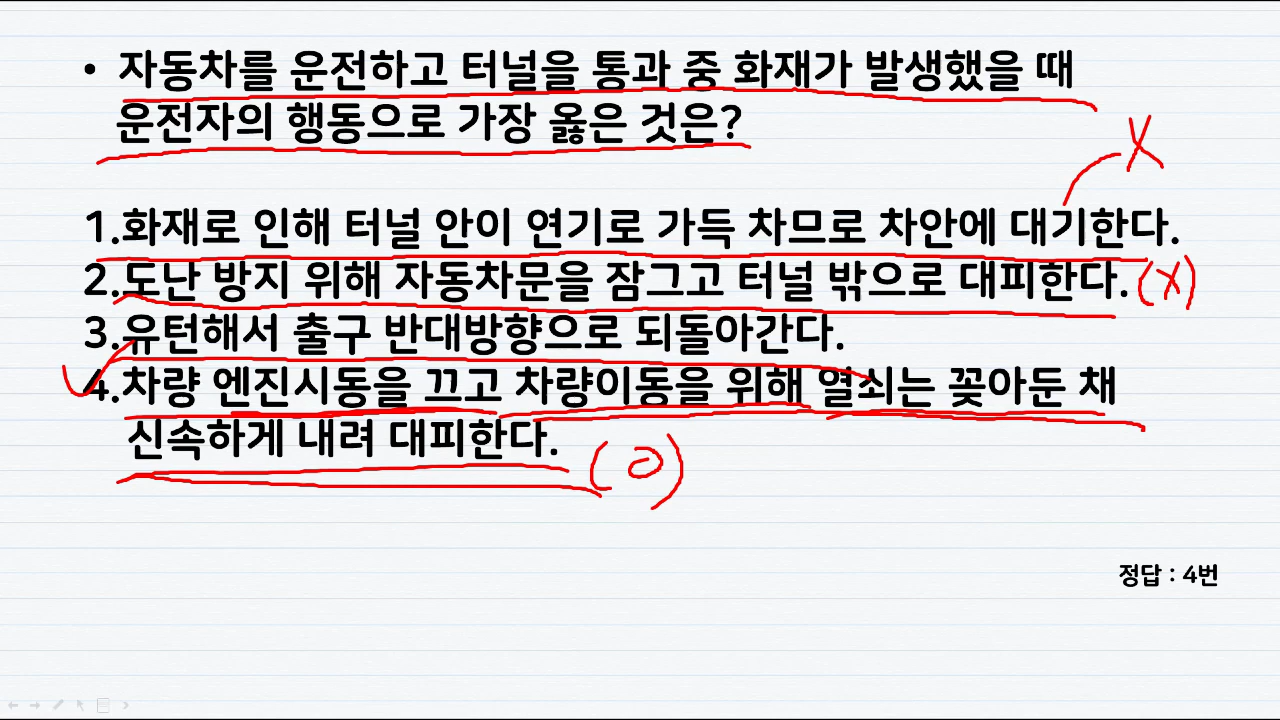 • 자동차를 운전하고 터널을 통과 중 화재가 발생했을 때
운전자의 행동으로 가장 옳은 것은?
X
1.화재로 인해 터널 안이 연기로 가득 차므로 차안에 대기한다.
2.도난 방지 위해 자동차문을 잠그고 터널 밖으로 대피한다. (X)
3.유턴해서 출구 반대방향으로 되돌아간다.
4.차량 엔진시동을 끄고 차량이동을 위해 열쇠는 꽂아둔 채
신속하게 내려 대피한다. (O)
정답 : 4번